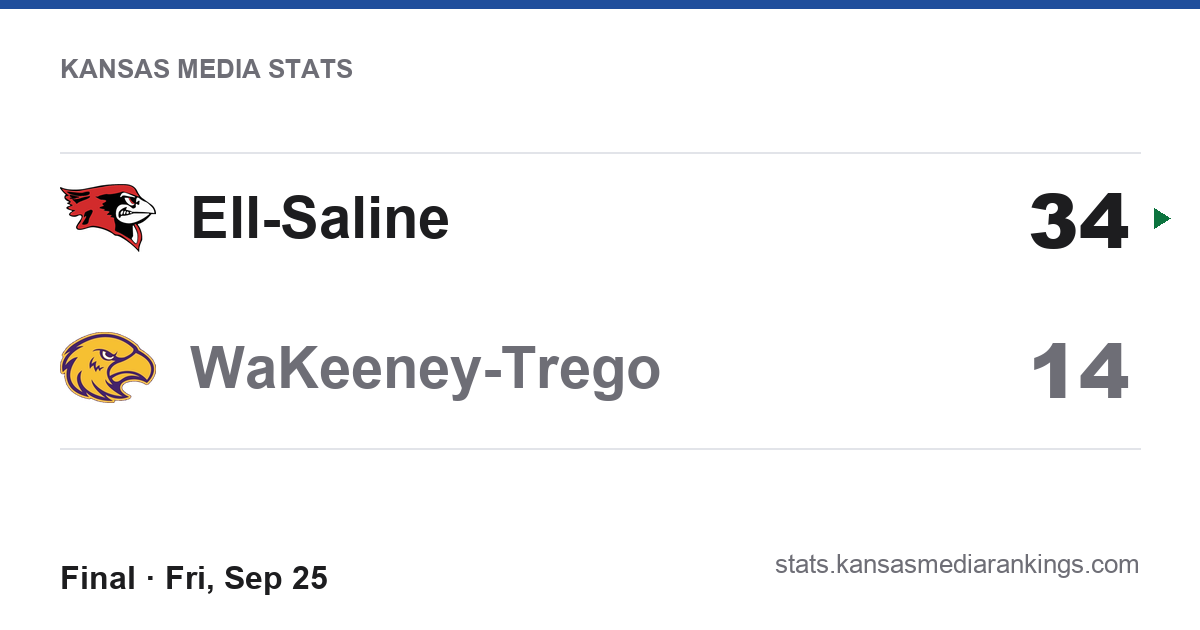 KANSAS MEDIA STATS
Ell-Saline 34
WaKeeney-Trego 14
Final · Fri, Sep 25
stats.kansasmediarankings.com